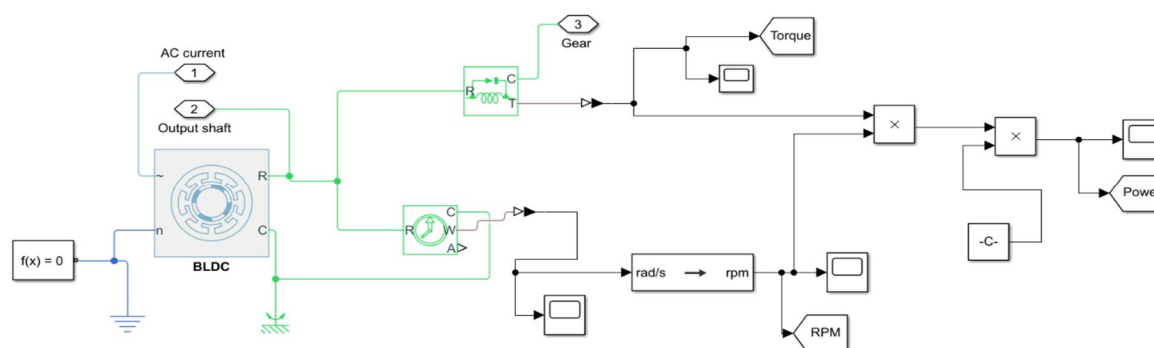 AC current
1
2
Output shaft
3
Gear
Torque
R
C
T
~
n
R
C
BLDC
f(x) = 0
R
C
W
A
rad/s
rpm
RPM
×
×
-C-
Powe